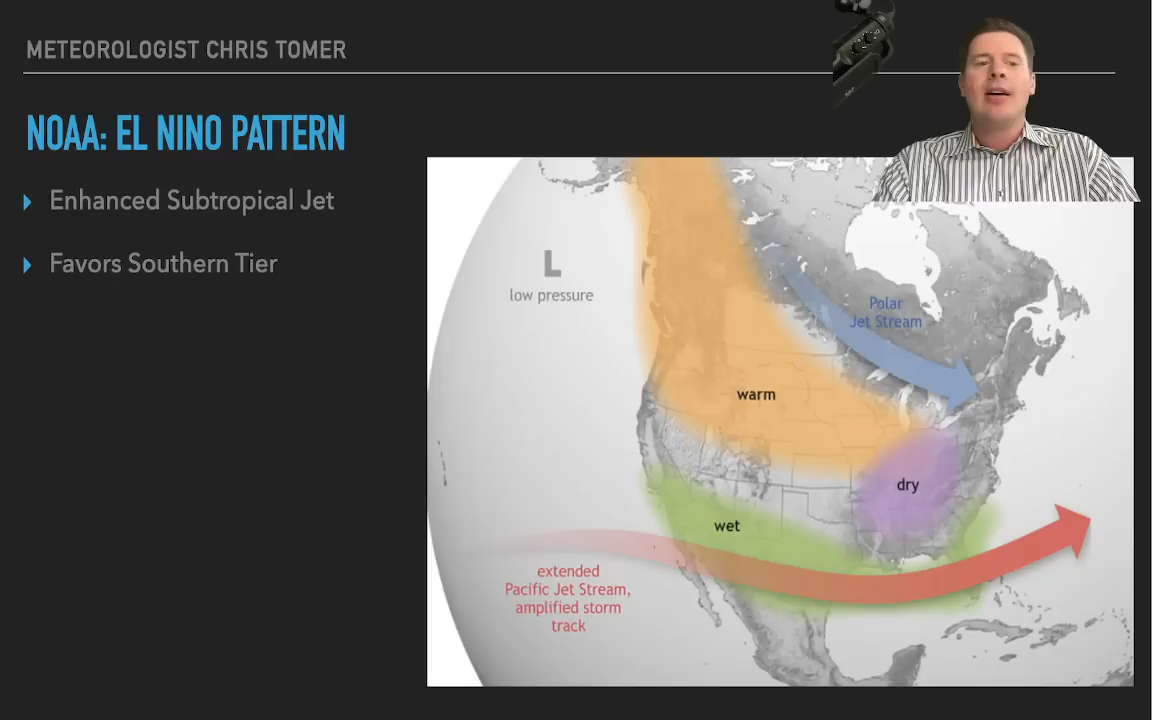 METEOROLOGIST CHRIS TOMER
NOAA: EL NINO PATTERN
Enhanced Subtropical Jet
Favors Southern Tier
L
low pressure
Polar
Jet Stream
warm
dry
wet
extended
Pacific Jet Stream,
amplified storm
track